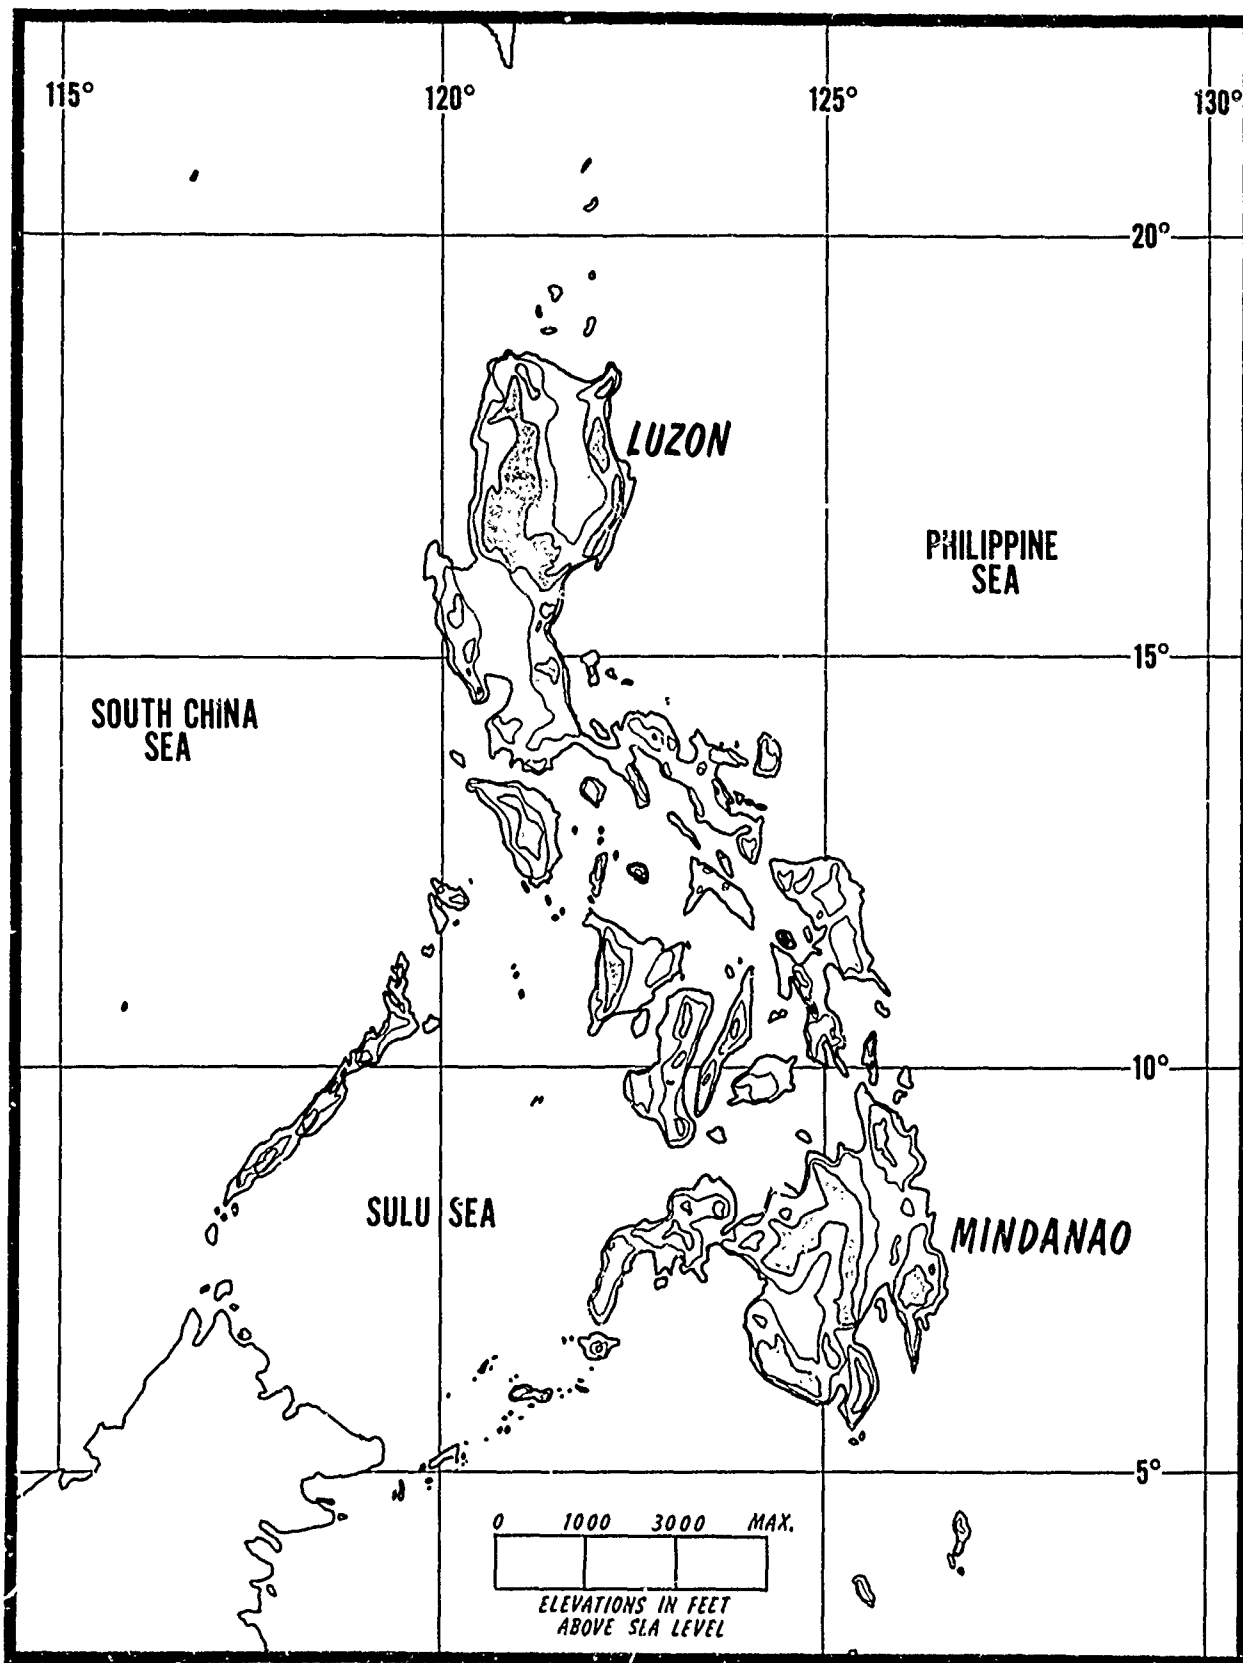 115°
120°
125°
130°
20°
LUZON
PHILIPPINE
SEA
15°
SOUTH CHINA
SEA
10°
SULU SEA
MINDANAO
5°
0 1000 3000 MAX.
ELEVATIONS IN FEET
ABOVE SLA LEVEL